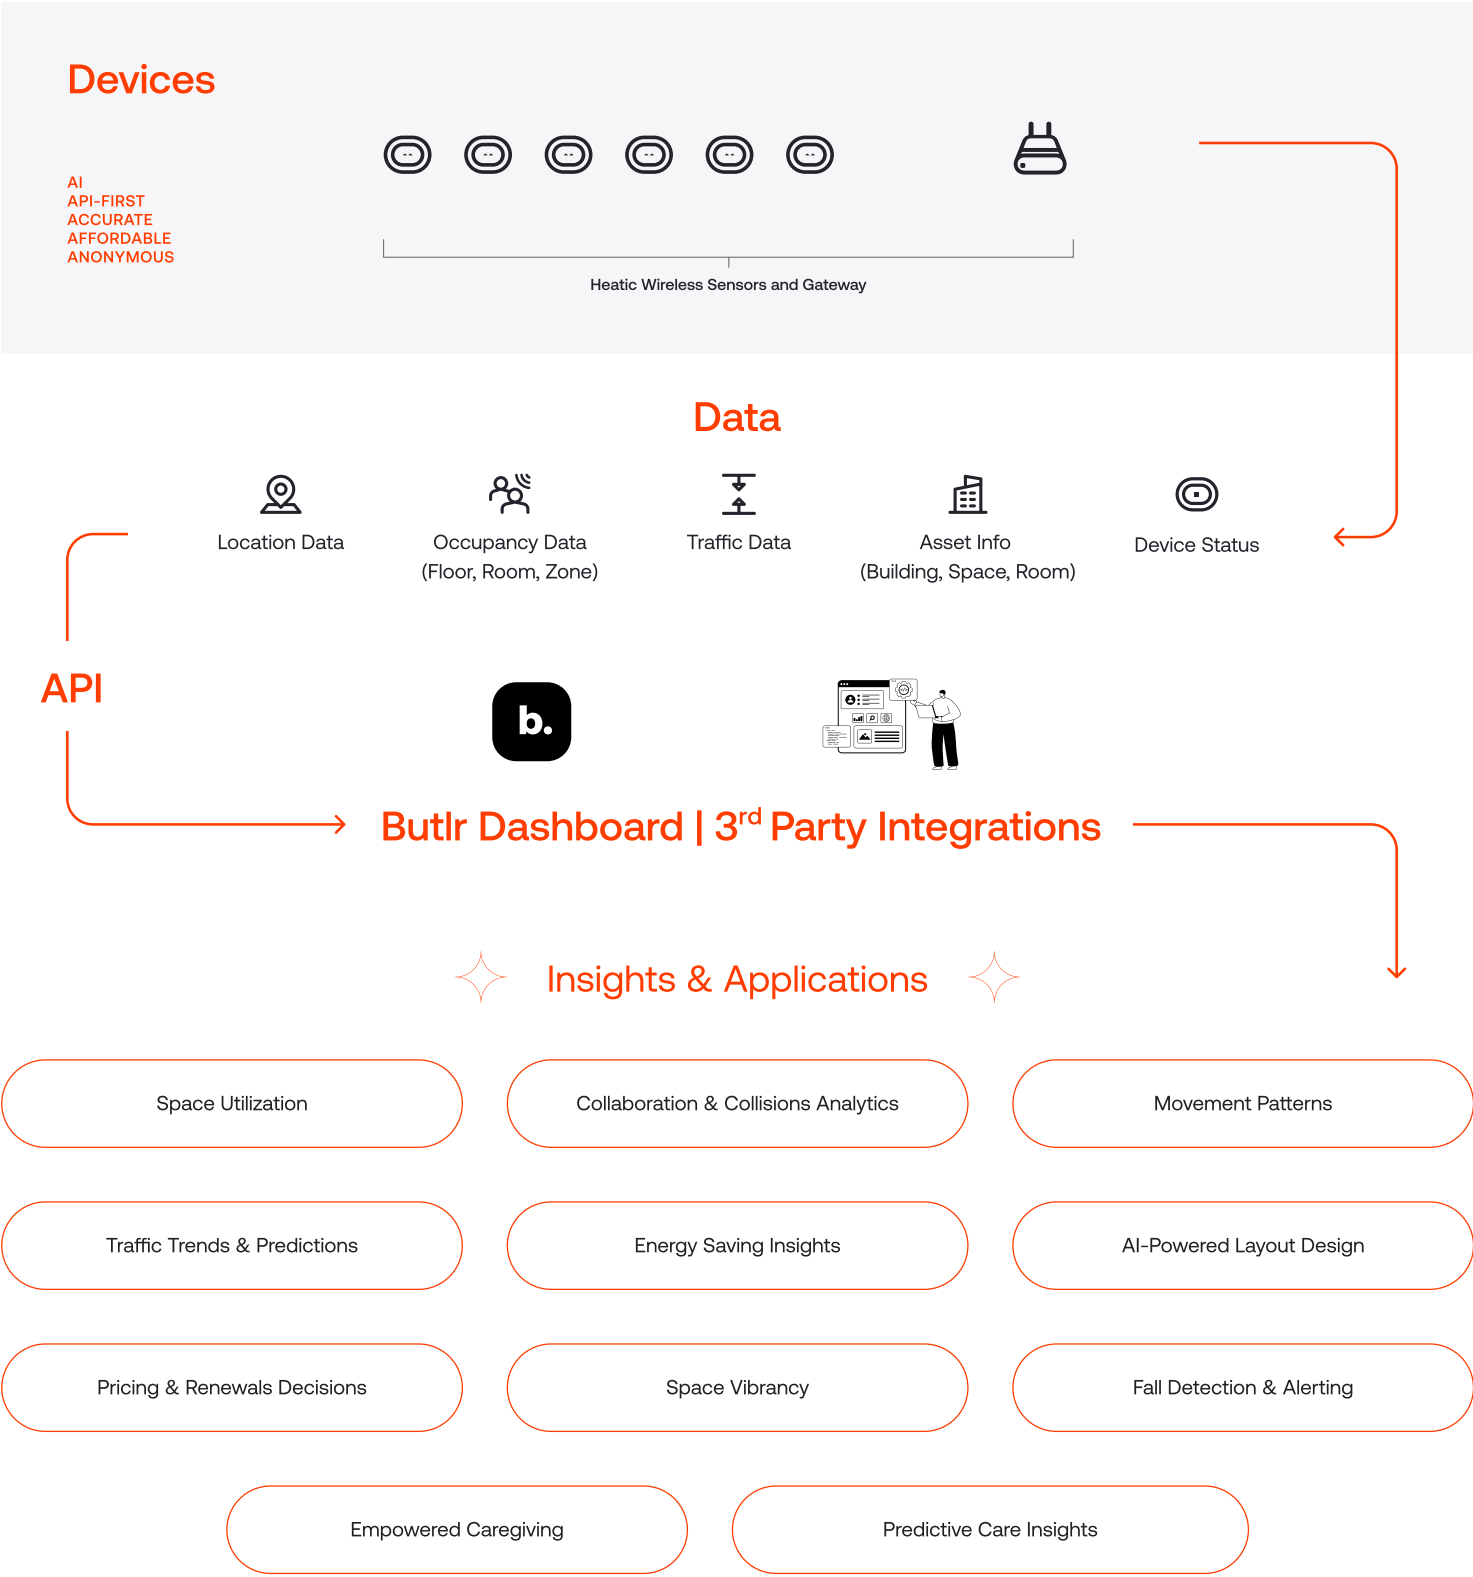 Devices
AI
API-FIRST
ACCURATE
AFFORDABLE
ANONYMOUS
Heatic Wireless Sensors and Gateway
Data
Location Data
Occupancy Data
(Floor, Room, Zone)
Traffic Data
Asset Info
(Building, Space, Room)
Device Status
API
b.
Butlr Dashboard | 3rd Party Integrations
Insights & Applications
Space Utilization
Collaboration & Collisions Analytics
Movement Patterns
Traffic Trends & Predictions
Energy Saving Insights
AI-Powered Layout Design
Pricing & Renewals Decisions
Space Vibrancy
Fall Detection & Alerting
Empowered Caregiving
Predictive Care Insights